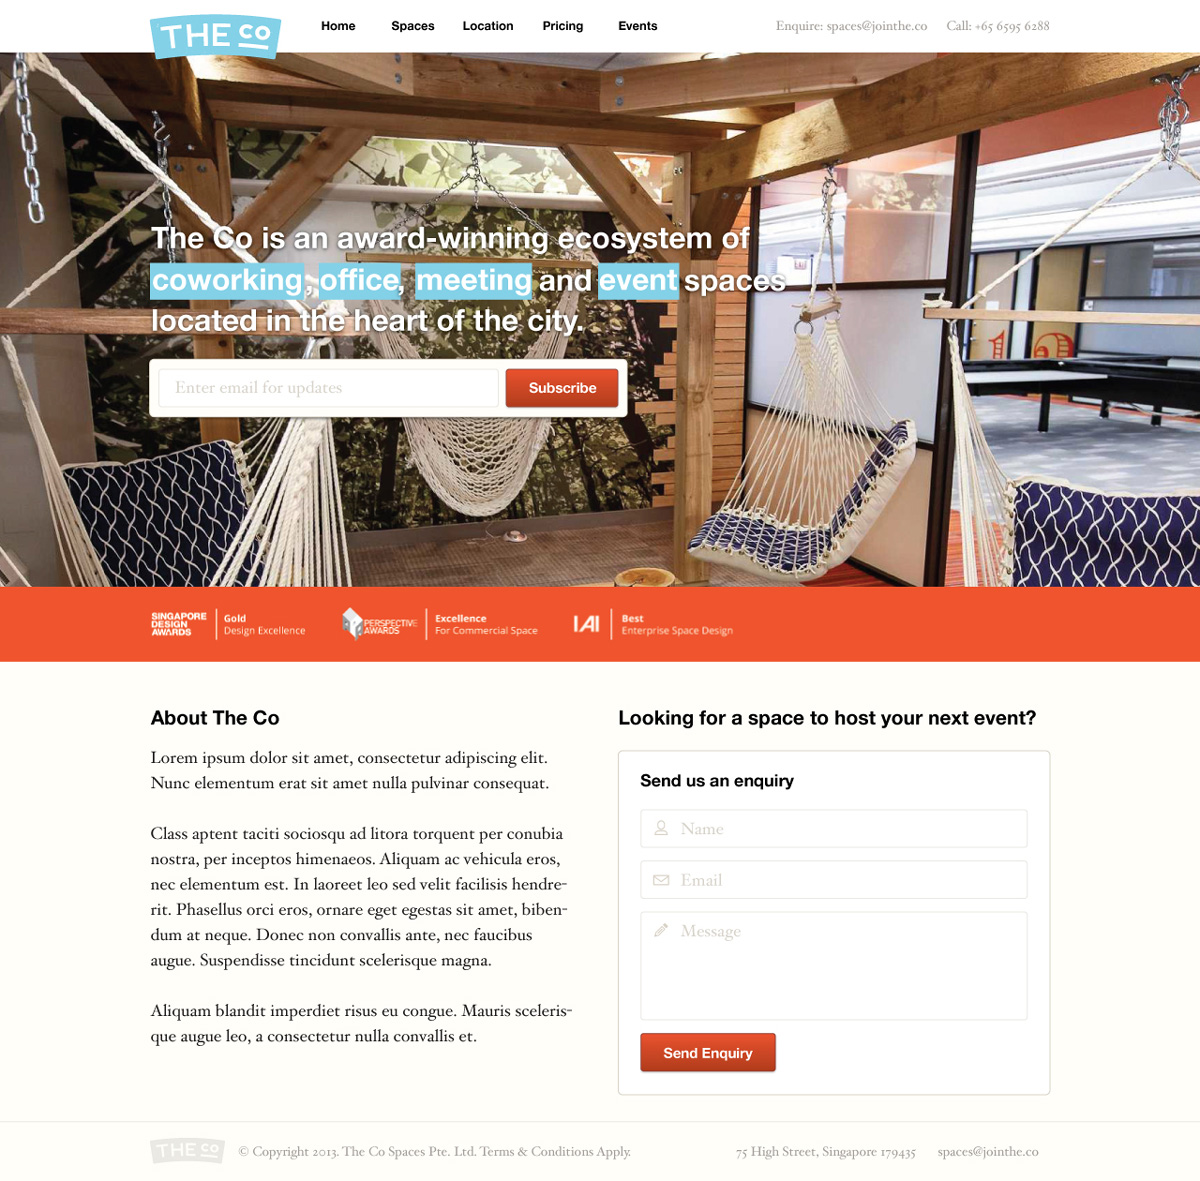 THE CO
Home Spaces Location Pricing Events
Enquire: spaces@jointhe.co Call: +65 6595 6288
The Co is an award-winning ecosystem of
coworking, office, meeting and event spaces
located in the heart of the city.
Enter email for updates
Subscribe
SINGAPORE
DESIGN
AWARDS
Gold
Design Excellence
PERSPECTIVE
AWARDS
Excellence
For Commercial Space
IAI
Best
Enterprise Space Design
About The Co
Lorem ipsum dolor sit amet, consectetur adipiscing elit.
Nunc elementum erat sit amet nulla pulvinar consequat.
Class aptent taciti sociosqu ad litora torquent per conubia
nostra, per inceptos himenaeos. Aliquam ac vehicula eros,
nec elementum est. In laoreet leo sed velit facilisis hendre-
rit. Phasellus orci eros, ornare eget egestas sit amet, biben-
dum at neque. Donec non convallis ante, nec faucibus
augue. Suspendisse tincidunt scelerisque magna.
Aliquam blandit imperdiet risus eu congue. Mauris sceleris-
que augue leo, a consectetur nulla convallis et.
Looking for a space to host your next event?
Send us an enquiry
Name
Email
Message
Send Enquiry
THE CO
© Copyright 2013. The Co Spaces Pte. Ltd. Terms & Conditions Apply.
75 High Street, Singapore 179435 spaces@jointhe.co